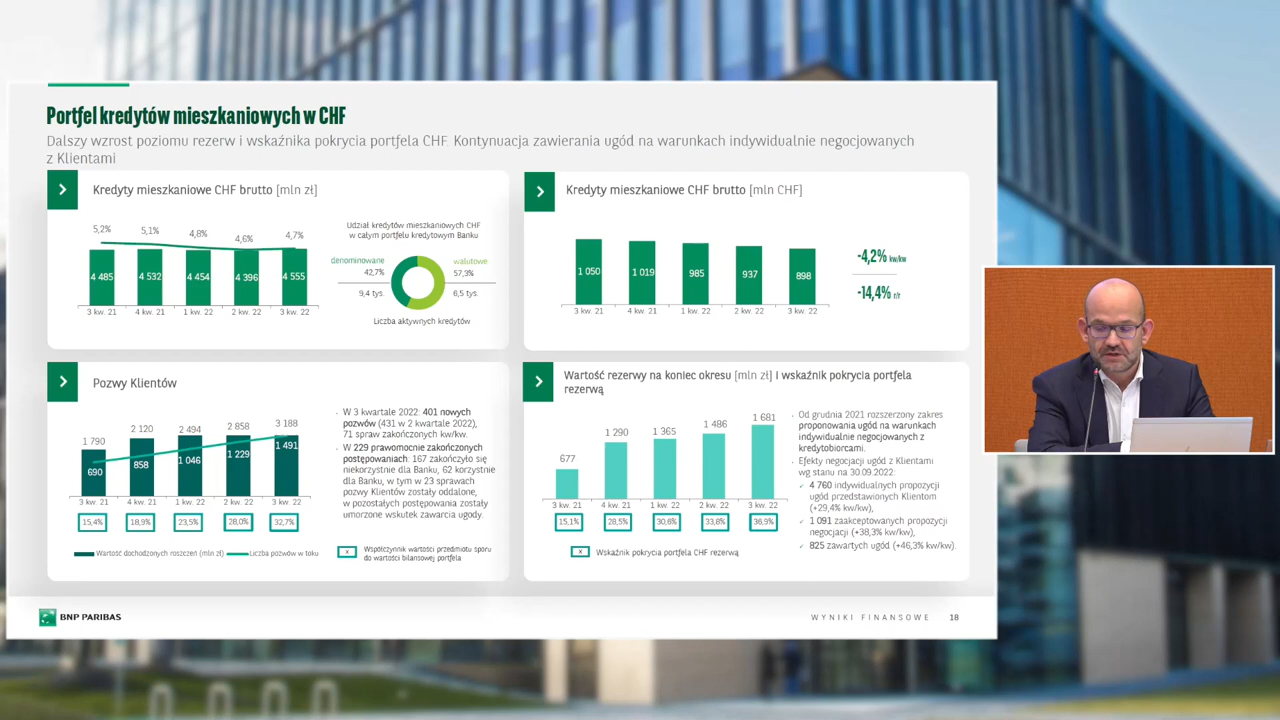 Portfel kredytów mieszkaniowych w CHF
Dalszy wzrost poziomu rezerw i wskaźnika pokrycia portfela CHF. Kontynuacja zawierania ugód na warunkach indywidualnie negocjowanych
z Klientami
Kredyty mieszkaniowe CHF brutto [mln zł]
5,2% 5,1% 4,8% 4,6% 4,7%
4 485 4 532 4 454 4 396 4 555
3 kw. 21 4 kw. 21 1 kw. 22 2 kw. 22 3 kw. 22
Udział kredytów mieszkaniowych CHF
w całym portfelu kredytowym Banku
denominowane walutowe
42,7% 57,3%
9,4 tys. 6,5 tys.
Liczba aktywnych kredytów
Kredyty mieszkaniowe CHF brutto [mln CHF]
1 050 1 019 985 937 898
3 kw. 21 4 kw. 21 1 kw. 22 2 kw. 22 3 kw. 22
-4,2% kw/kw
-14,4% r/r
Pozwy Klientów
1 790 2 120 2 494 2 858 3 188
690 858 1 046 1 229 1 491
3 kw. 21 4 kw. 21 1 kw. 22 2 kw. 22 3 kw. 22
15,4% 18,9% 23,5% 28,0% 32,7%
Wartość dochodzonych roszczeń (mln zł) Liczba pozwów w toku
W 3 kwartale 2022: 401 nowych
pozwów (431 w 2 kwartale 2022),
71 spraw zakończonych kw/kw.
W 229 prawomocnie zakończonych
postępowaniach: 167 zakończyło się
niekorzystnie dla Banku, 62 korzystnie
dla Banku, w tym w 23 sprawach
pozwy Klientów zostały oddalone,
w pozostałych postępowania zostały
umorzone wskutek zawarcia ugody.
x Współczynnik wartości przedmiotu sporu
do wartości bilansowej portfela
Wartość rezerwy na koniec okresu [mln zł] i wskaźnik pokrycia portfela
rezerwą
677 1 290 1 365 1 486 1 681
3 kw. 21 4 kw. 21 1 kw. 22 2 kw. 22 3 kw. 22
15,1% 28,5% 30,6% 33,8% 36,9%
x Wskaźnik pokrycia portfela CHF rezerwą
Od grudnia 2021 rozszerzony zakres
proponowania ugód na warunkach
indywidualnie negocjowanych z
kredytobiorcami.
Efekty negocjacji ugód z Klientami
wg stanu na 30.09.2022:
✓ 4 760 indywidualnych propozycji
ugód przedstawionych Klientom
(+29,4% kw/kw),
✓ 1 091 zaakceptowanych propozycji
negocjacji (+38,3% kw/kw),
✓ 825 zawartych ugód (+46,3% kw/kw).
BNP PARIBAS
WYNIKI FINANSOWE 18